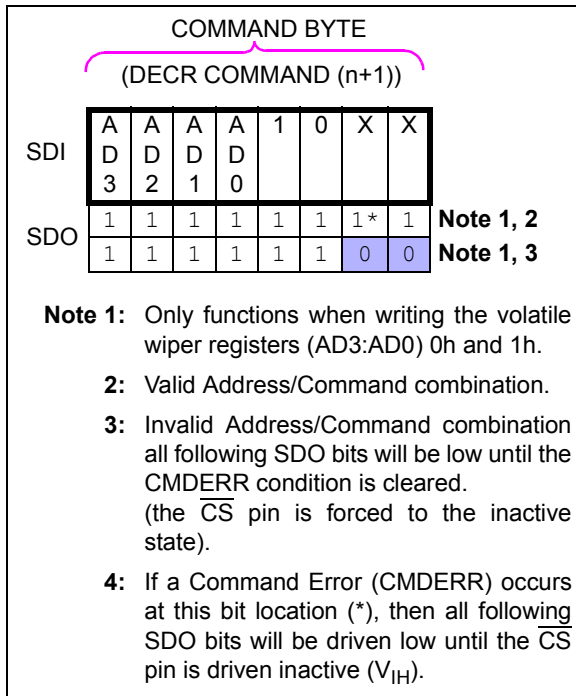 COMMAND BYTE
(DECR COMMAND (n+1))
SDI
A A A A 1 0 X X
D D D D
3 2 1 0
SDO
1 1 1 1 1 1 1* 1 Note 1, 2
1 1 1 1 1 1 0 0 Note 1, 3
Note 1: Only functions when writing the volatile
wiper registers (AD3:AD0) 0h and 1h.
2: Valid Address/Command combination.
3: Invalid Address/Command combination
all following SDO bits will be low until the
CMDERR condition is cleared.
(the CS pin is forced to the inactive
state).
4: If a Command Error (CMDERR) occurs
at this bit location (*), then all following
SDO bits will be driven low until the CS
pin is driven inactive (VIH).